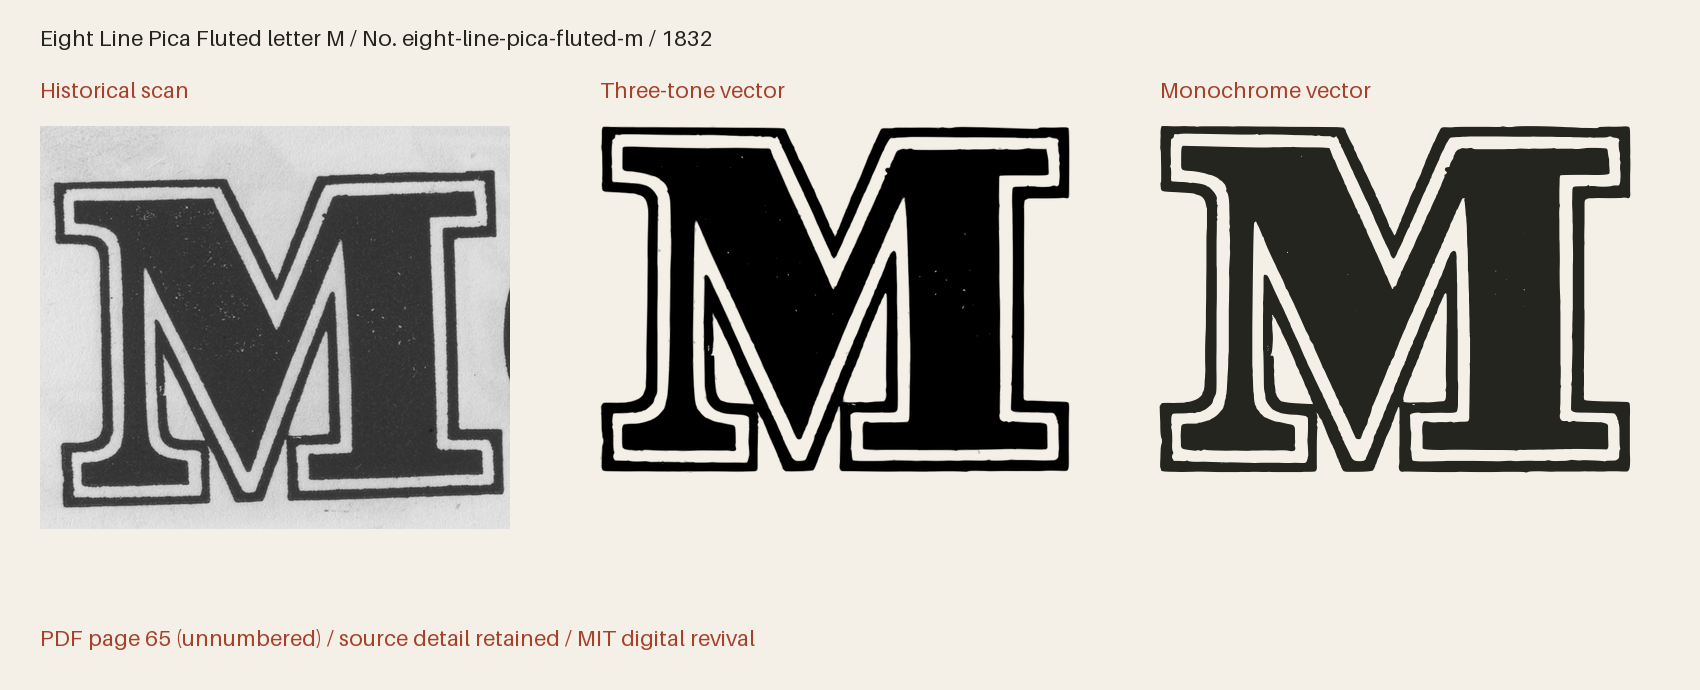 Eight Line Pica Fluted letter M / No. eight-line-pica-fluted-m / 1832
Historical scan
Three-tone vector
Monochrome vector
M
M
M
PDF page 65 (unnumbered) / source detail retained / MIT digital revival